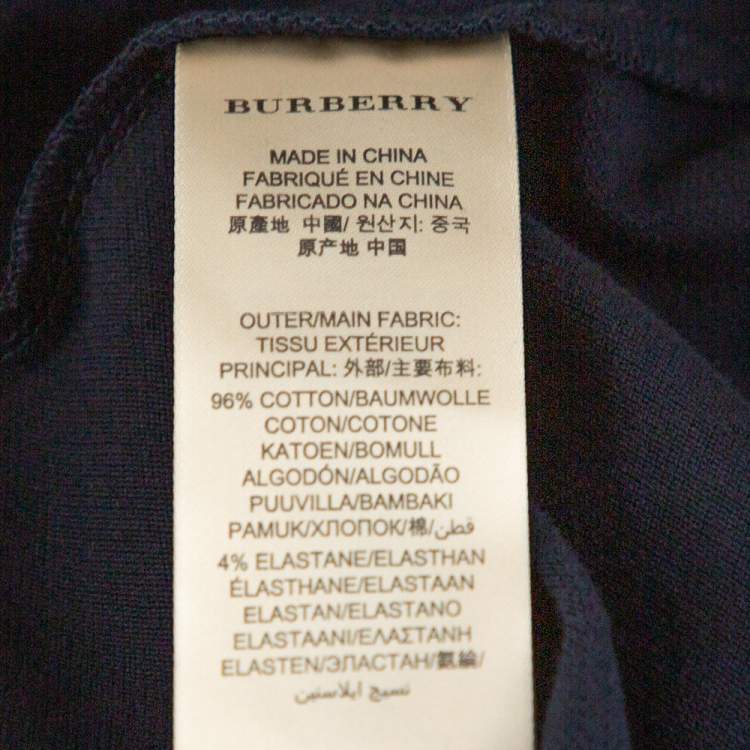 BURBERRY
MADE IN CHINA
FABRIQUÉ EN CHINE
FABRICADO NA CHINA
原產地 中國/ 원산지: 중국
原产地 中国
OUTER/MAIN FABRIC:
TISSU EXTÉRIEUR
PRINCIPAL: 外部/主要布料:
96% COTTON/BAUMWOLLE
COTON/COTONE
KATOEN/BOMULL
ALGODÓN/ALGODÃO
PUUVILLA/BAMBAKI
PAMUK/ХЛОПОК/棉/قطن
4% ELASTANE/ELASTHAN
ÉLASTHANE/ELASTAAN
ELASTAN/ELASTANO
ELASTAANI/ΕΛΑΣΤΑΝΗ
ELASTEN/ЭЛАСТАН/氨綸/
نسيج ايلاستين